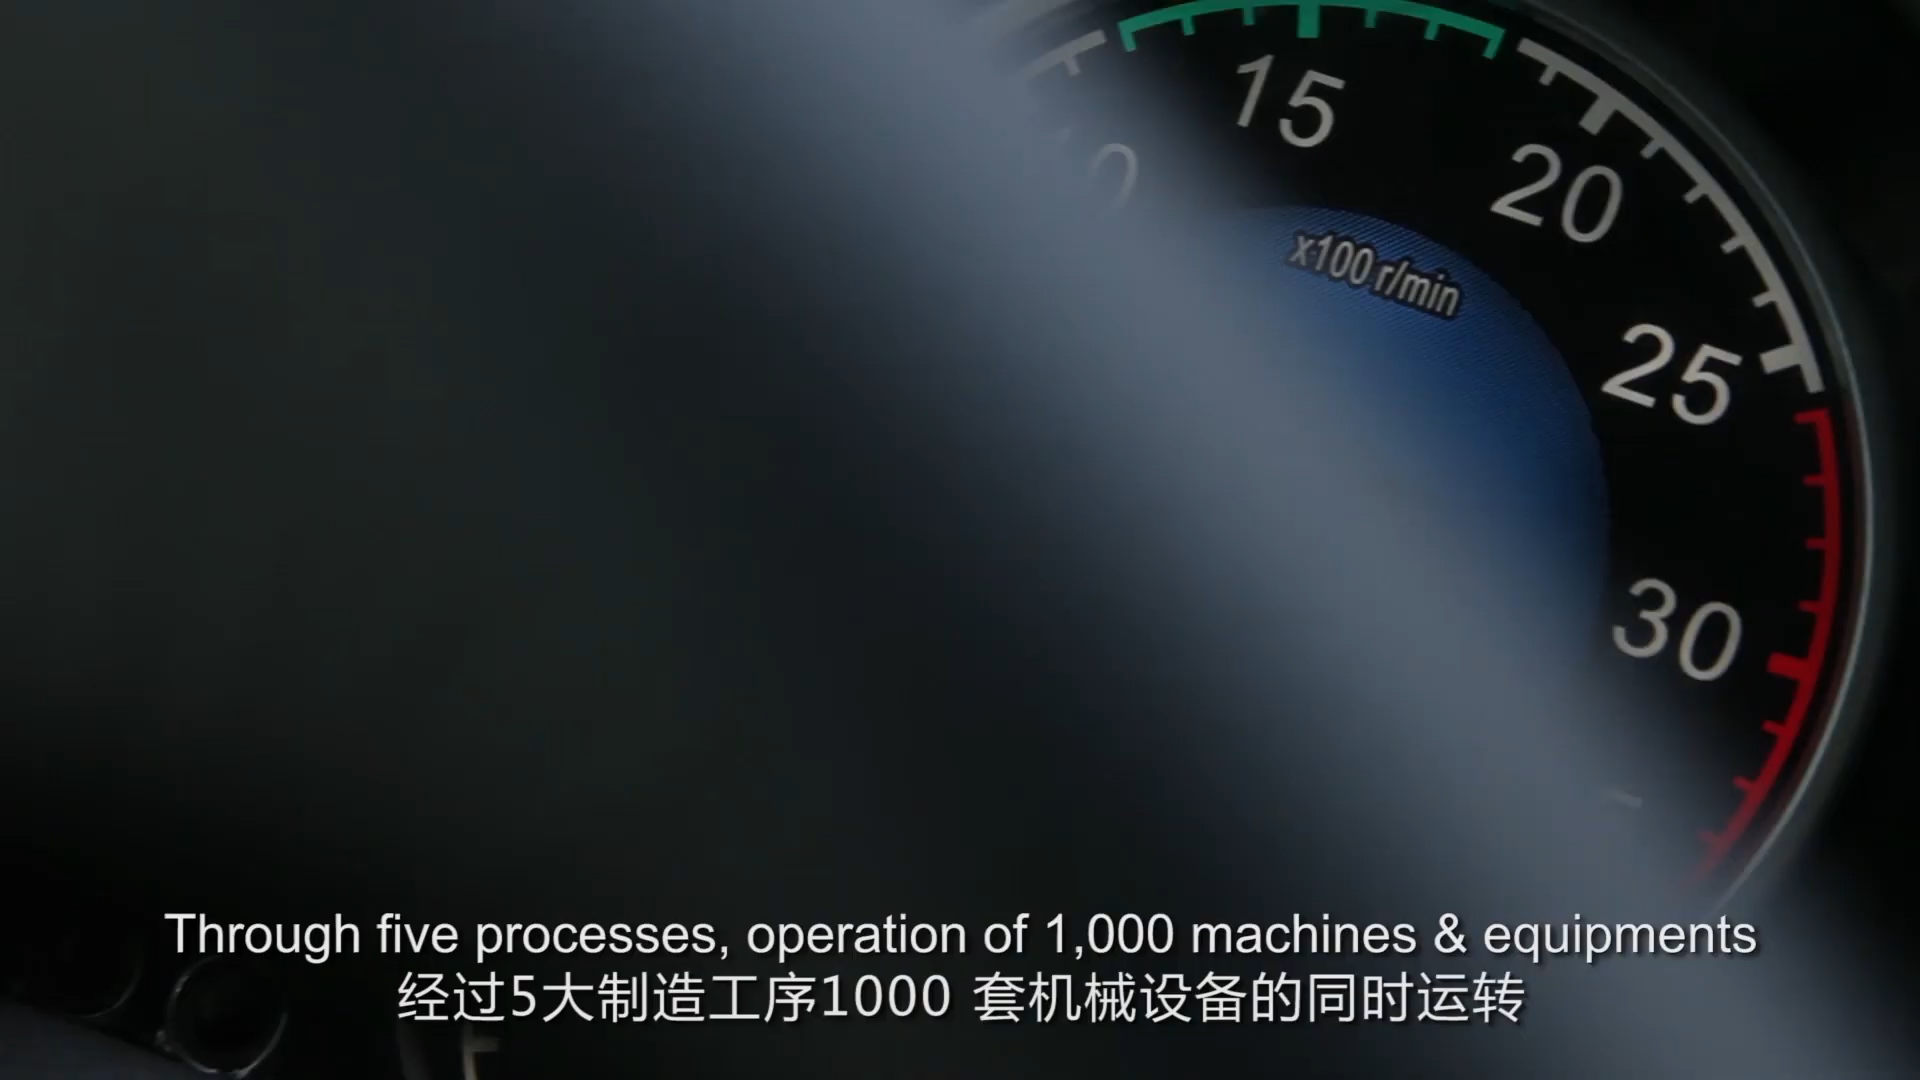 15
20
x100 r/min
25
30
Through five processes, operation of 1,000 machines & equipments
经过5大制造工序1000 套机械设备的同时运转